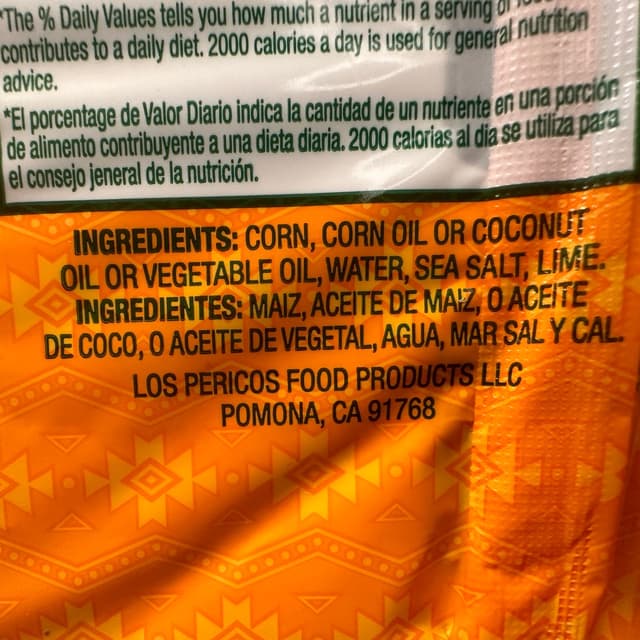 *The % Daily Values tells you how much a nutrient in a serving of
contributes to a daily diet. 2000 calories a day is used for general nutrition
advice.
*El porcentage de Valor Diario indica la cantidad de un nutriente en una porción
de alimento contribuyente a una dieta diaria. 2000 calorias al dia se utiliza para
el consejo jeneral de la nutrición.
INGREDIENTS: CORN, CORN OIL OR COCONUT
OIL OR VEGETABLE OIL, WATER, SEA SALT, LIME.
INGREDIENTES: MAIZ, ACEITE DE MAIZ, O ACEITE
DE COCO, O ACEITE DE VEGETAL, AGUA, MAR SAL Y CAL.
LOS PERICOS FOOD PRODUCTS LLC
POMONA, CA 91768